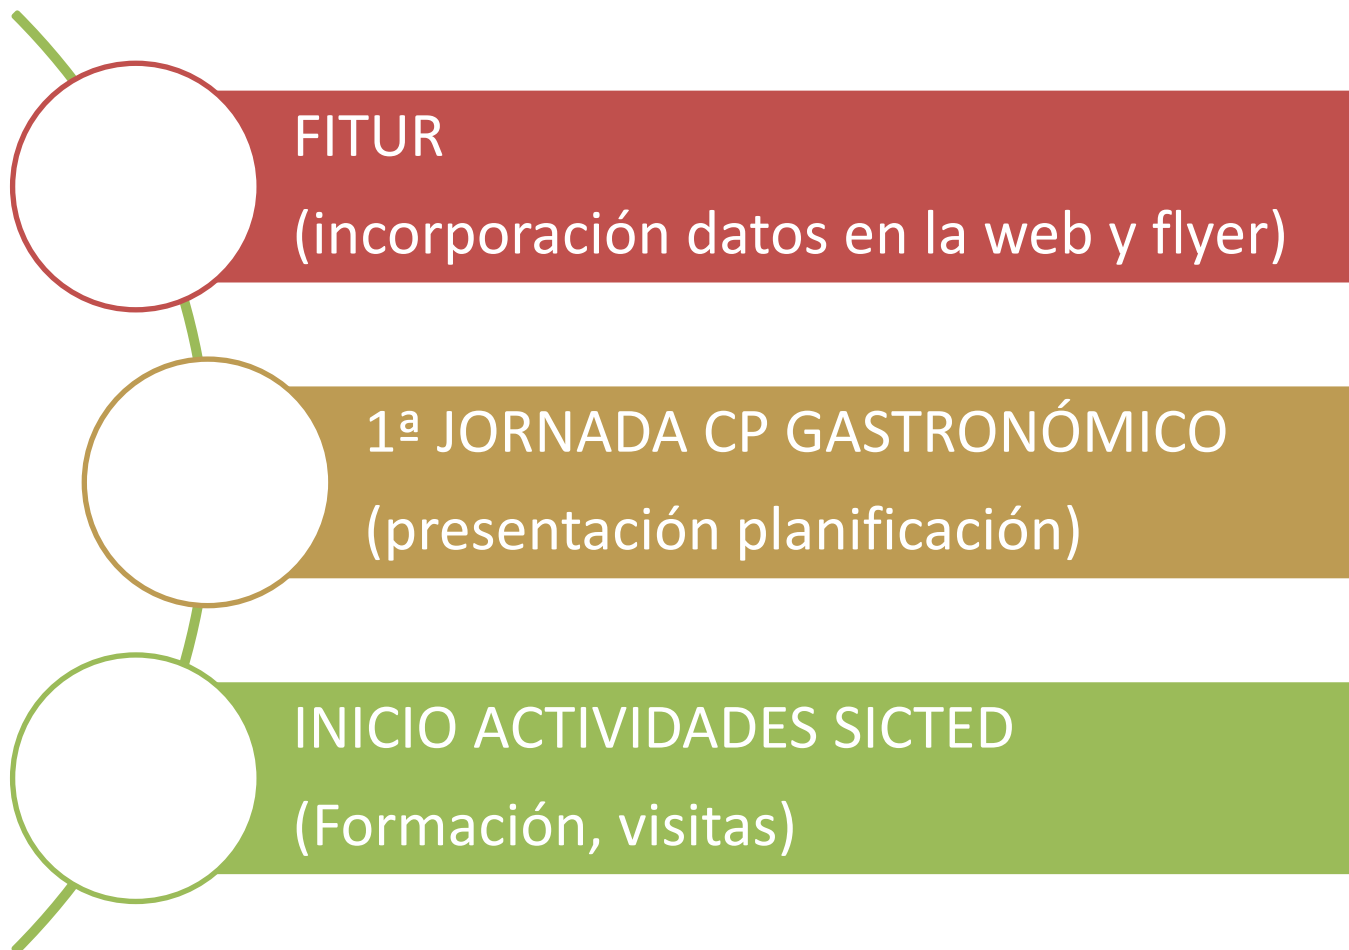 FITUR
(incorporación datos en la web y flyer)
1ª JORNADA CP GASTRONÓMICO
(presentación planificación)
INICIO ACTIVIDADES SICTED
(Formación, visitas)